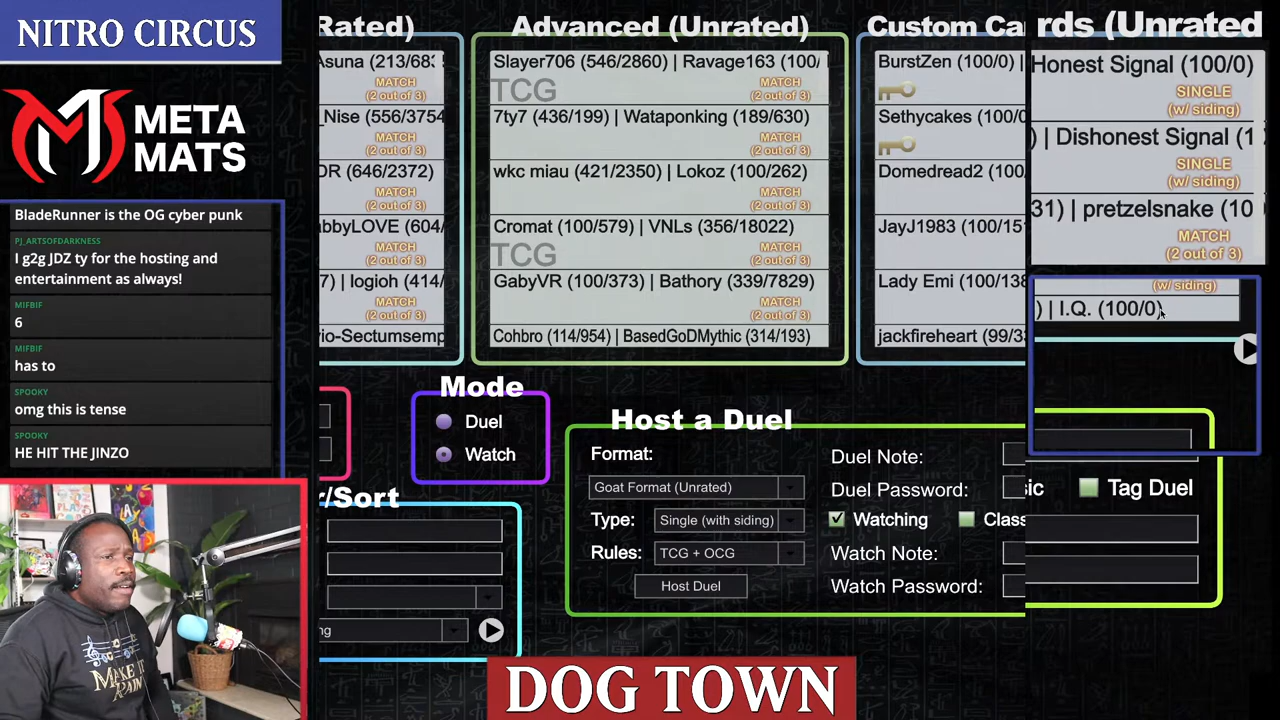 NITRO CIRCUS
META
MATS
BladeRunner is the OG cyber punk
PJ_ARTSOFDARKNESS
I g2g JDZ ty for the hosting and
entertainment as always!
MIFBIF
6
MIFBIF
has to
SPOOKY
omg this is tense
SPOOKY
HE HIT THE JINZO
Rated)
Asuna (213/683
MATCH
(2 out of 3)
_Nise (556/3754
MATCH
(2 out of 3)
DR (646/2372)
MATCH
(2 out of 3)
abbyLOVE (604/
MATCH
(2 out of 3)
7) | logioh (414/
MATCH
(2 out of 3)
rio-Sectumsemp
Advanced (Unrated)
Slayer706 (546/2860) | Ravage163 (100/
TCG
MATCH
(2 out of 3)
7ty7 (436/199) | Wataponking (189/630)
MATCH
(2 out of 3)
wkc miau (421/2350) | Lokoz (100/262)
MATCH
(2 out of 3)
Cromat (100/579) | VNLs (356/18022)
TCG
MATCH
(2 out of 3)
GabyVR (100/373) | Bathory (339/7829)
MATCH
(2 out of 3)
Cohbro (114/954) | BasedGoDMythic (314/193)
Custom Ca
BurstZen (100/0) |
Sethycakes (100/0
Domedread2 (100/
JayJ1983 (100/15
Lady Emi (100/138
jackfireheart (99/3
rds (Unrated
Honest Signal (100/0)
SINGLE
(w/ siding)
) | Dishonest Signal (1
SINGLE
(w/ siding)
31) | pretzelsnake (10
MATCH
(2 out of 3)
(w/ siding)
) | I.Q. (100/0)
Mode
Duel
Watch
r/Sort
ng
Host a Duel
Format:
Goat Format (Unrated)
Type:
Single (with siding)
Rules:
TCG + OCG
Host Duel
Duel Note:
Duel Password:
Watching
Class
sic
Tag Duel
Watch Note:
Watch Password:
MAKE IT
RAIN
DOG TOWN